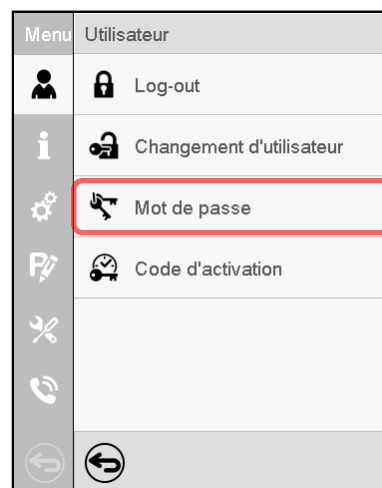 Menu
Utilisateur
Log-out
Changement d'utilisateur
Mot de passe
Code d'activation